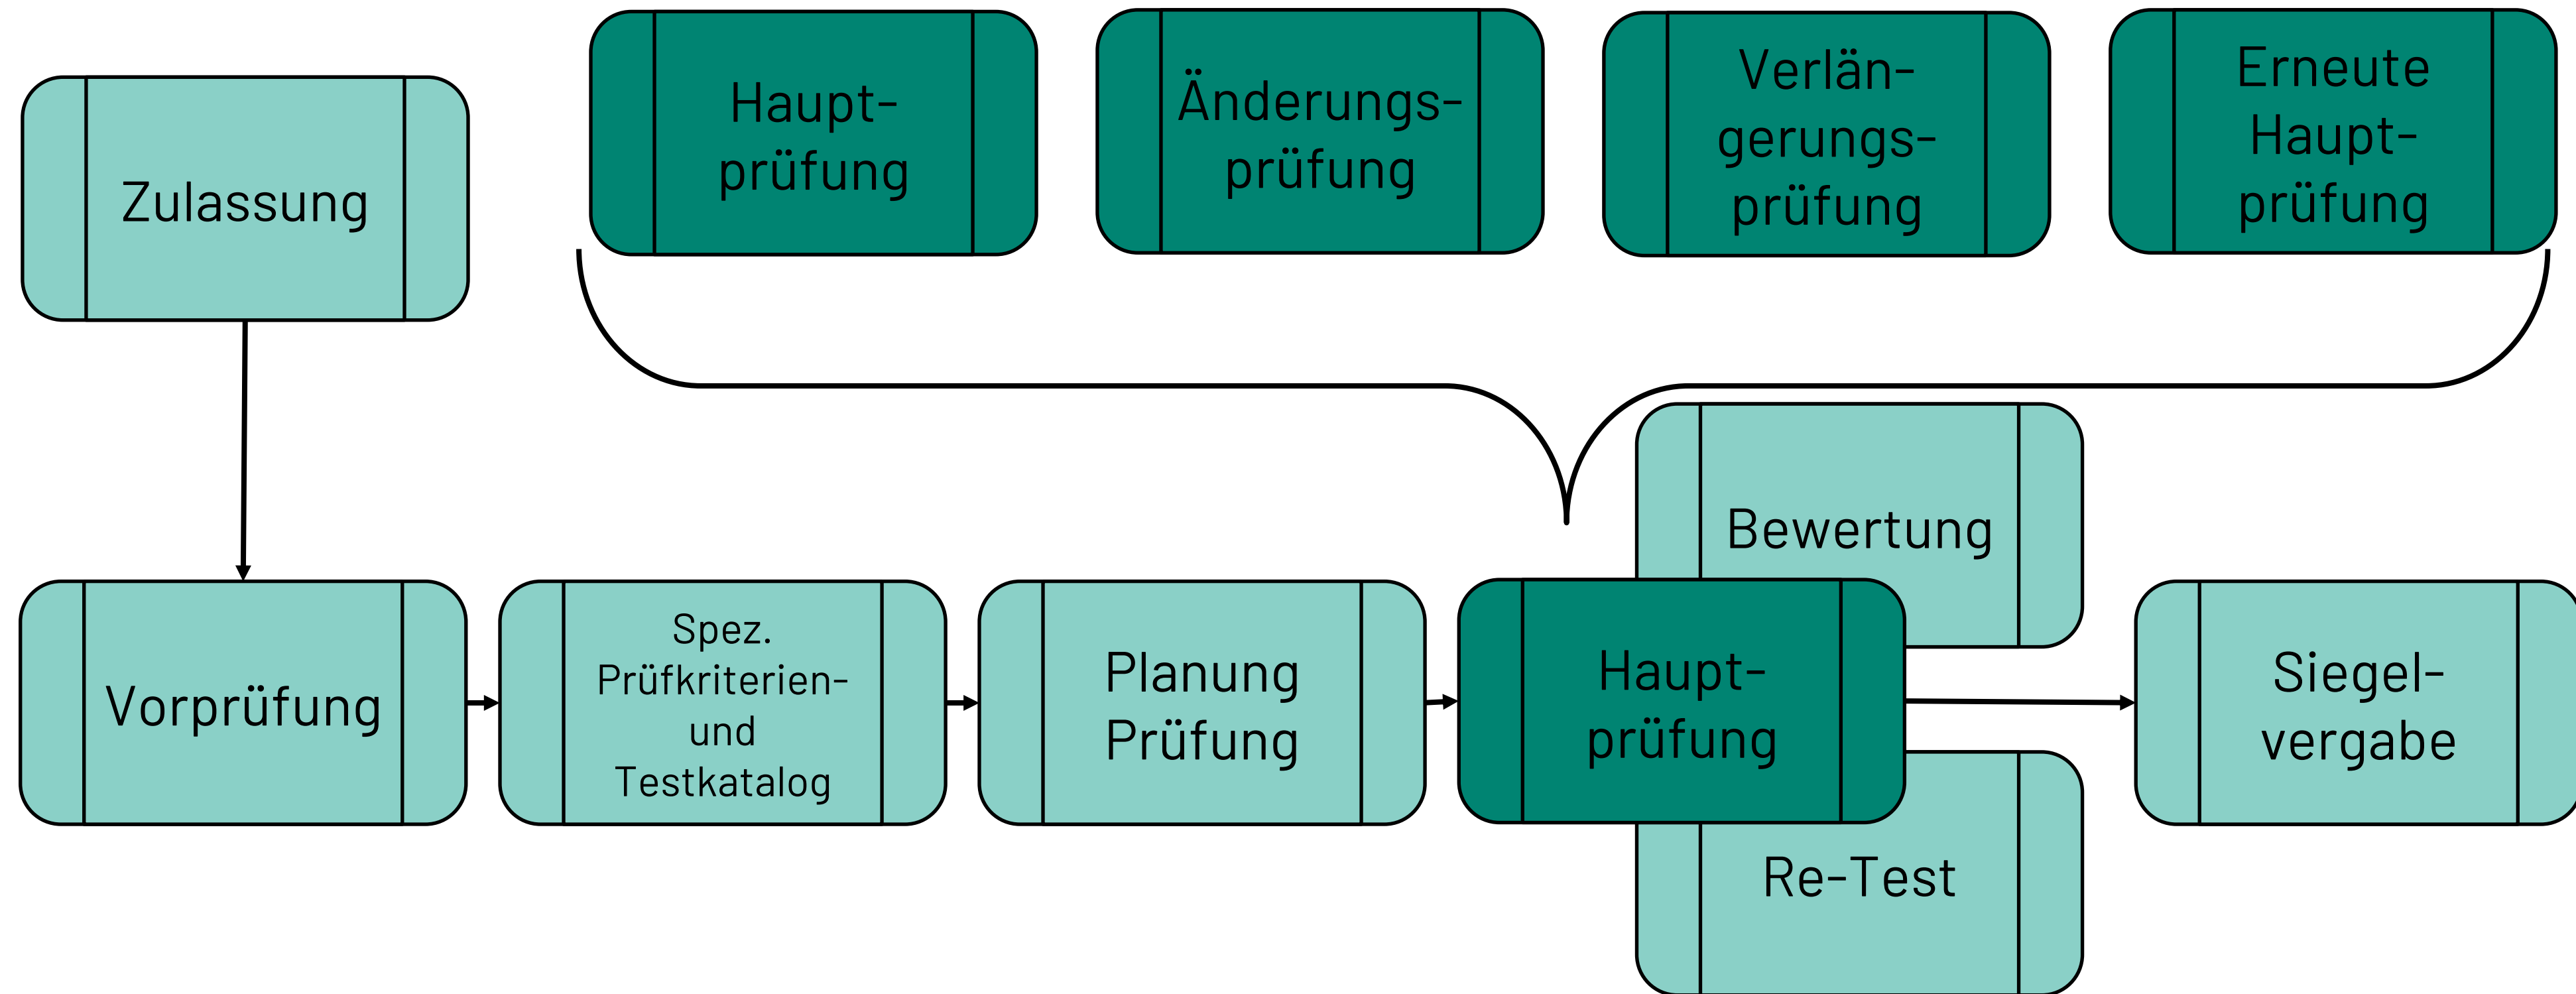 Zulassung
Haupt-
prüfung
Änderungs-
prüfung
Verlän-
gerungs-
prüfung
Erneute
Haupt-
prüfung
Bewertung
Vorprüfung
Spez.
Prüfkriterien-
und
Testkatalog
Planung
Prüfung
Haupt-
prüfung
Siegel-
vergabe
Re-Test